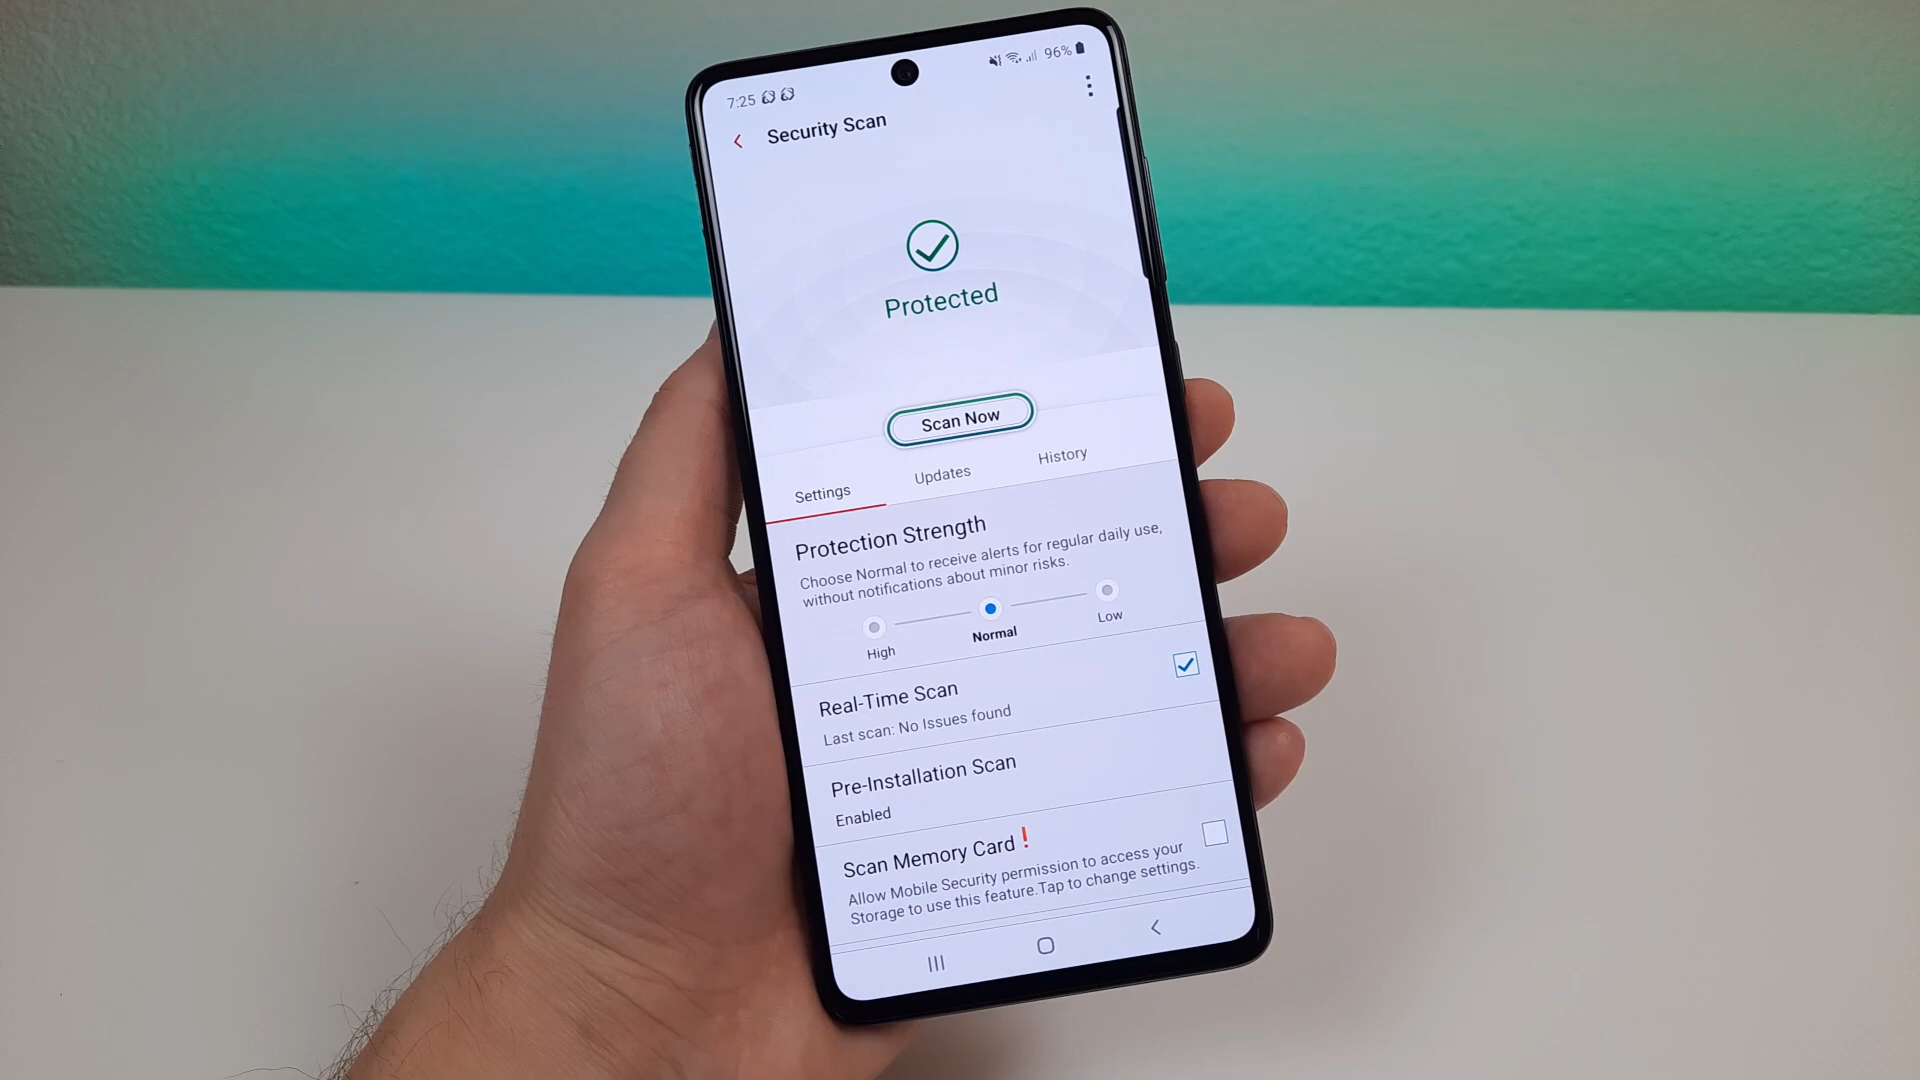 7:25
96%
Security Scan
Protected
Scan Now
Settings
Updates
History
Protection Strength
Choose Normal to receive alerts for regular daily use,
without notifications about minor risks.
High
Normal
Low
Real-Time Scan
Last scan: No Issues found
Pre-Installation Scan
Enabled
Scan Memory Card❗
Allow Mobile Security permission to access your
Storage to use this feature.Tap to change settings.